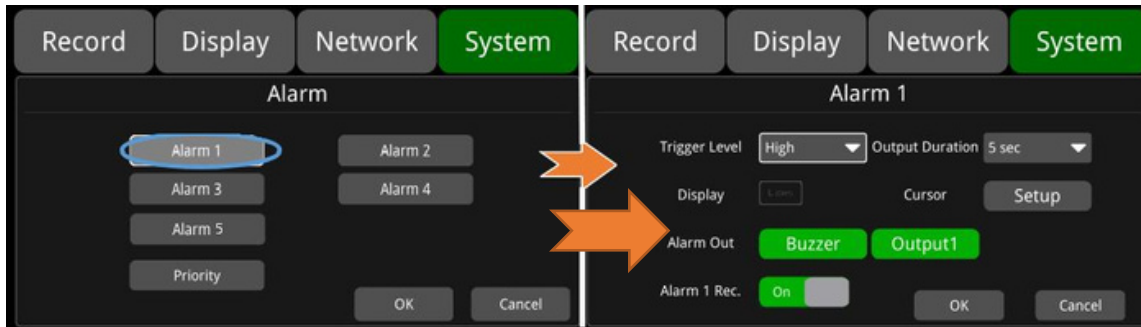 Record Display Network System
Alarm
Alarm 1 Alarm 2
Alarm 3 Alarm 4
Alarm 5
Priority
OK Cancel
Record Display Network System
Alarm 1
Trigger Level High Output Duration 5 sec
Display Cursor Setup
Alarm Out Buzzer Output1
Alarm 1 Rec. On
OK Cancel